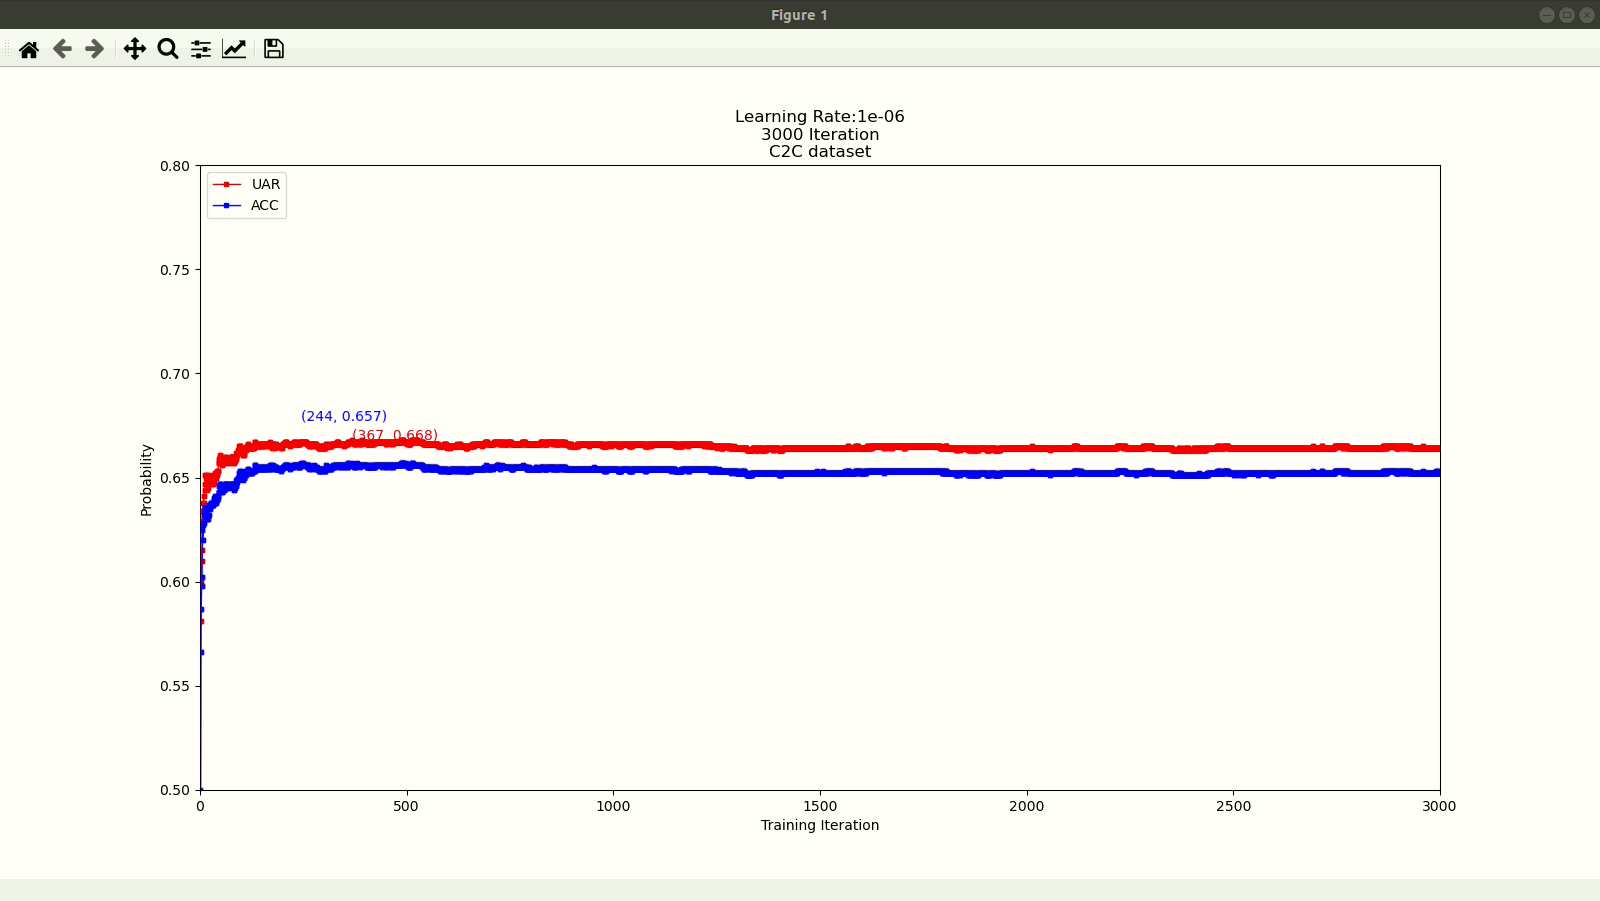 Figure 1
Learning Rate:1e-06
3000 Iteration
C2C dataset
0.80
UAR
ACC
0.75
0.70
(244, 0.657)
(367, 0.668)
Probability
0.65
0.60
0.55
0.50
0
500
1000
1500
2000
2500
3000
Training Iteration